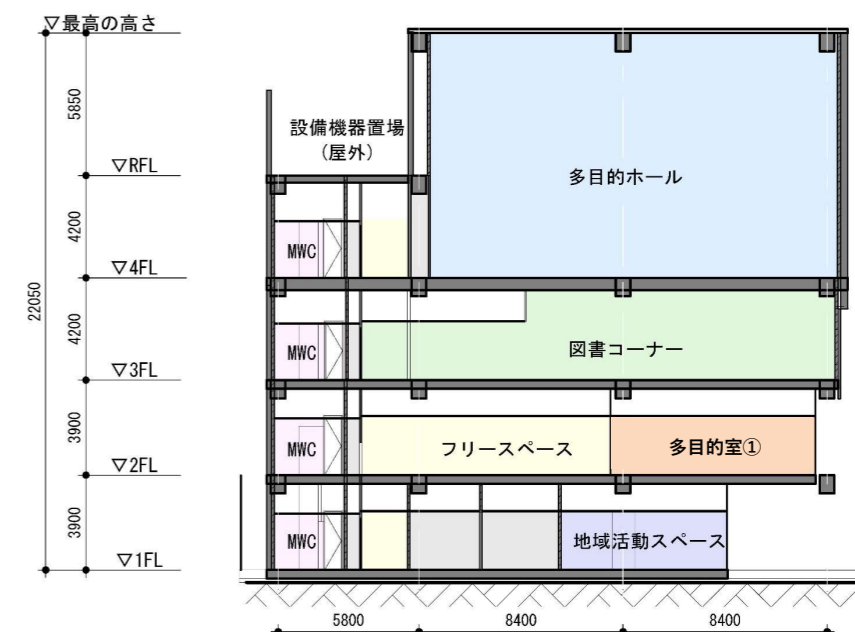 ▽最高の高さ
5850
設備機器置場
(屋外)
▽RFL
多目的ホール
4200
MWC
▽4FL
22050
4200
MWC
図書コーナー
▽3FL
3900
MWC
フリースペース
多目的室①
▽2FL
3900
MWC
地域活動スペース
▽1FL
5800
8400
8400